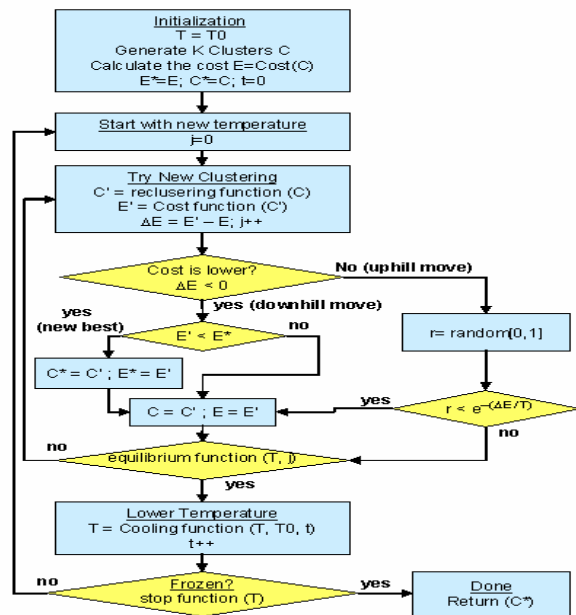 Initialization
T = T0
Generate K Clusters C
Calculate the cost E=Cost(C)
E*=E; C*=C; t=0
Start with new temperature
j=0
Try New Clustering
C' = reclusering function (C)
E' = Cost function (C')
ΔE = E' – E; j++
Cost is lower?
ΔE < 0
No (uphill move)
yes (downhill move)
yes
(new best)
E' < E*
no
r= random[0,1]
C* = C' ; E* = E'
C = C' ; E = E'
yes
r < e–(ΔE/T)
no
no
equilibrium function (T, j)
yes
Lower Temperature
T = Cooling function (T, T0, t)
t++
no
Frozen?
stop function (T)
yes
Done
Return (C*)